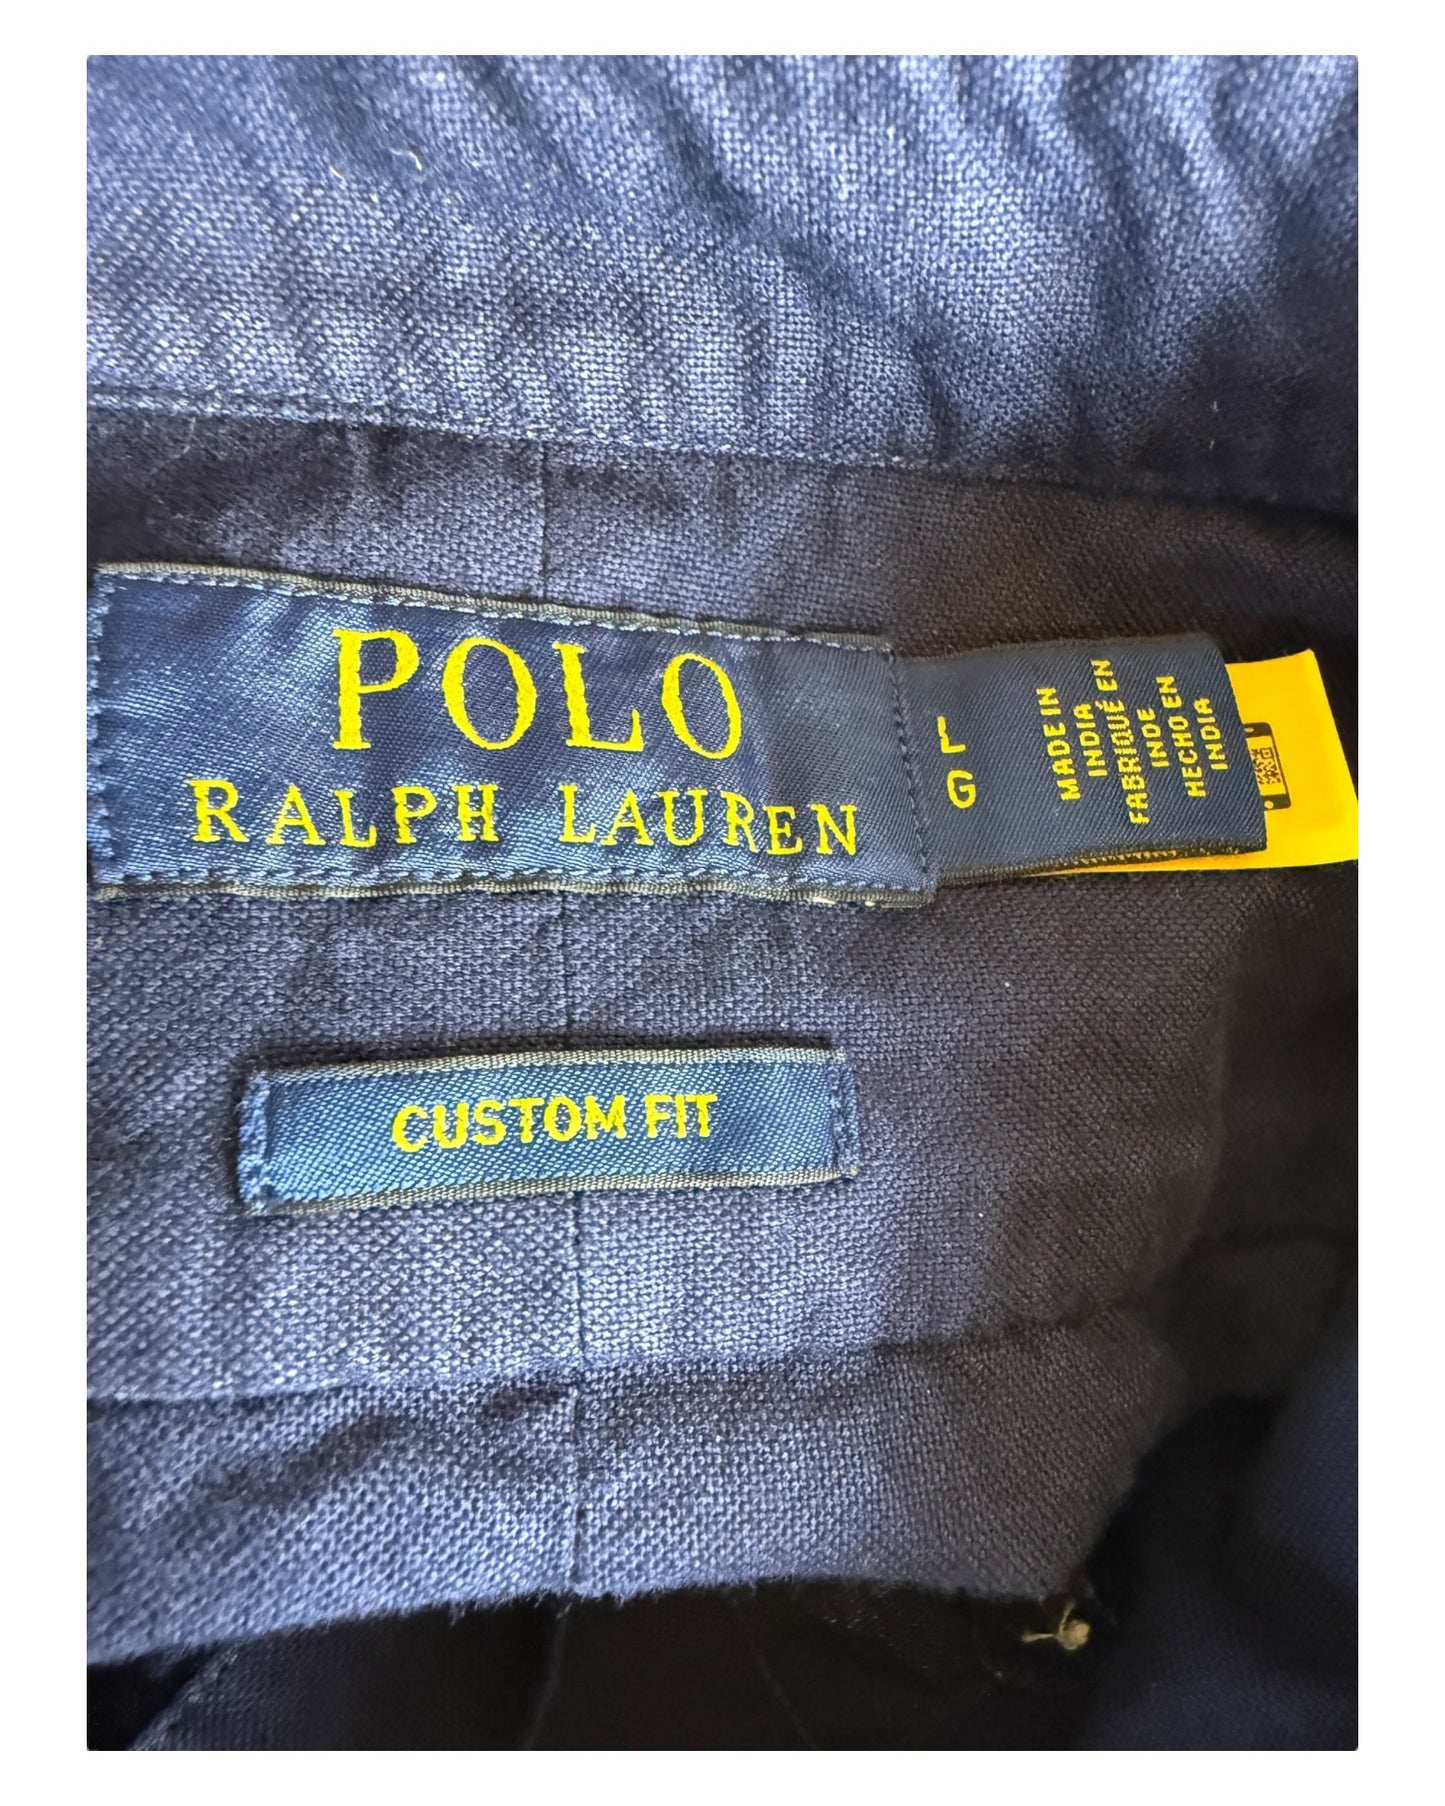 POLO
RALPH LAUREN
L
G
MADE IN
INDIA
FABRIQUÉ EN
INDE
HECHO EN
INDIA
CUSTOM FIT